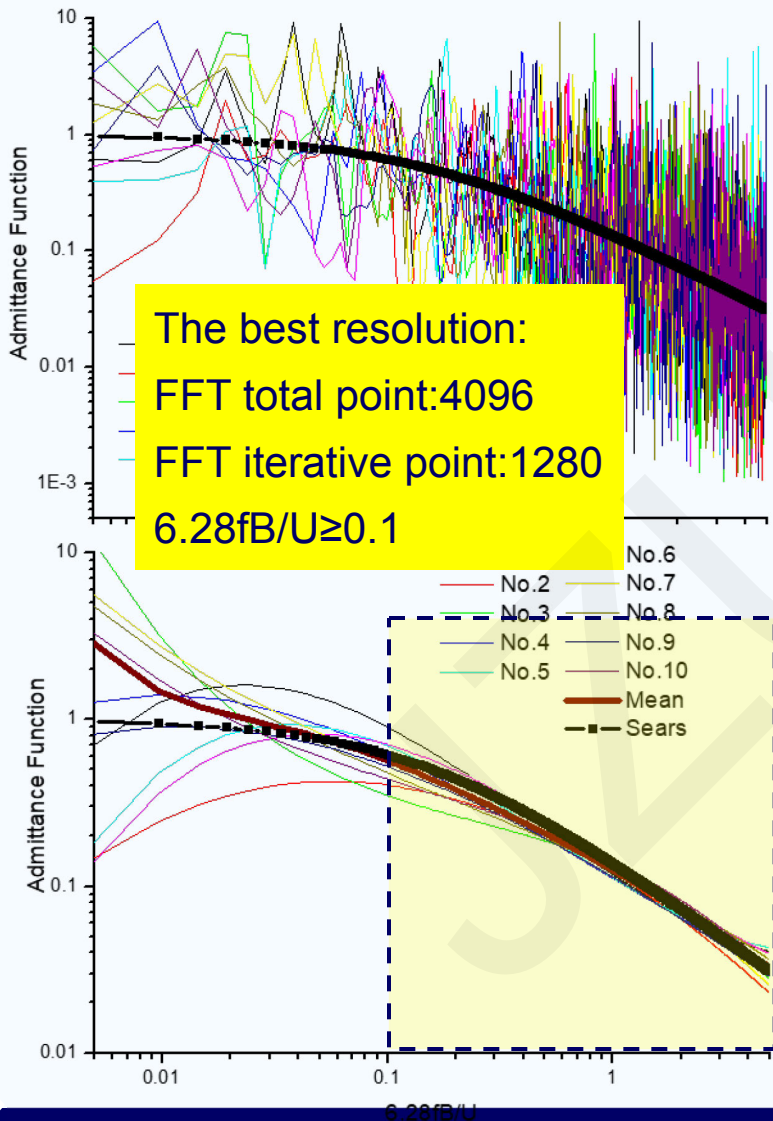 10
1
0.1
0.01
1E-3
Admittance Function
The best resolution:
FFT total point:4096
FFT iterative point:1280
6.28fB/U≥0.1
10
1
0.1
0.01
Admittance Function
No.6
No.2
No.7
No.3
No.8
No.4
No.9
No.5
No.10
Mean
Sears
0.01
0.1
1
6.28fB/U